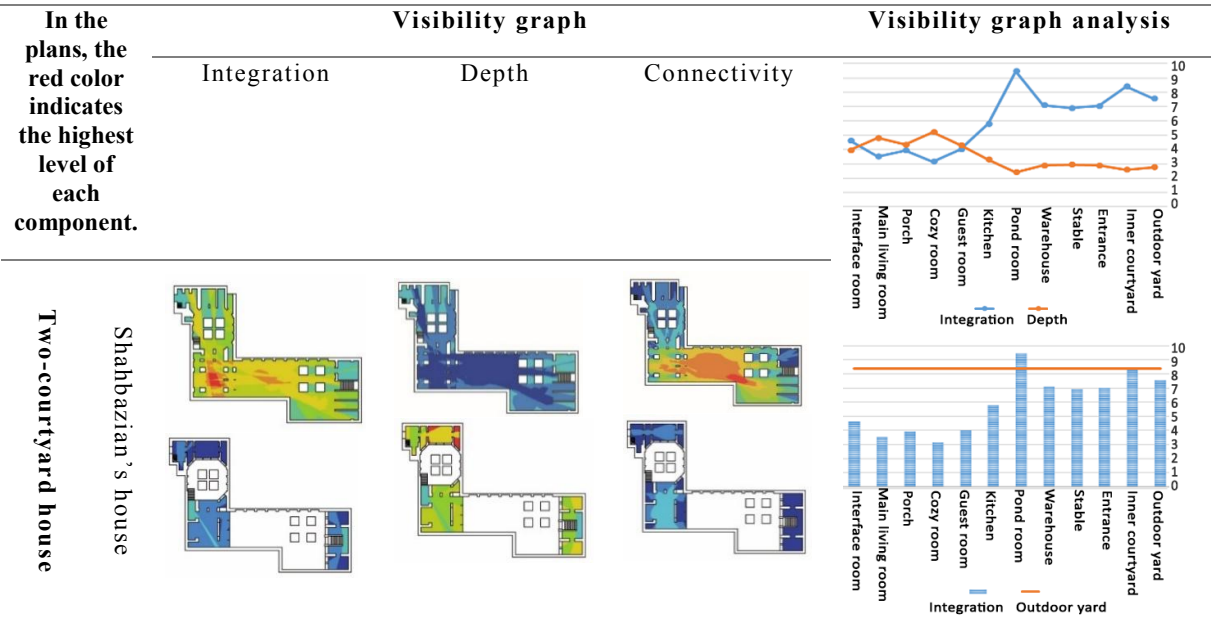 In the
plans, the
red color
indicates
the highest
level of
each
component.
Visibility graph
Visibility graph analysis
Integration
Depth
Connectivity
10
9
8
7
6
5
4
3
2
1
0
Interface room
Main living room
Porch
Cozy room
Guest room
Kitchen
Pond room
Warehouse
Stable
Entrance
Inner courtyard
Outdoor yard
Integration Depth
Two-courtyard house
Shahbazian's house
10
9
8
7
6
5
4
3
2
1
0
Interface room
Main living room
Porch
Cozy room
Guest room
Kitchen
Pond room
Warehouse
Stable
Entrance
Inner courtyard
Outdoor yard
Integration Outdoor yard